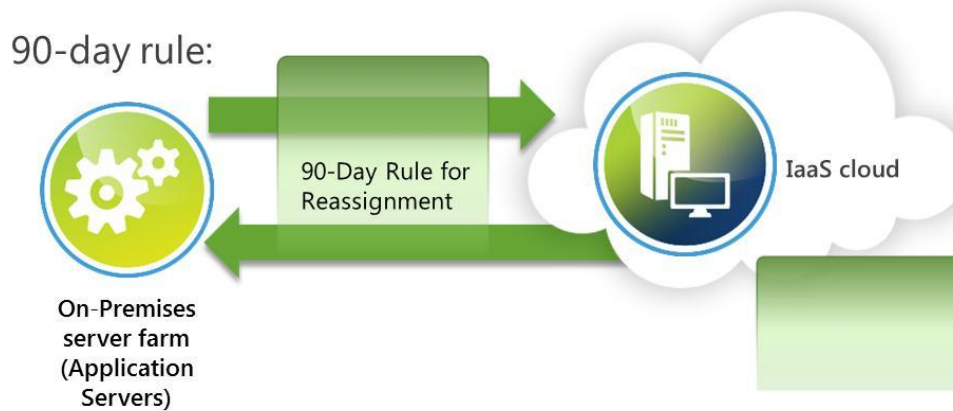 90-day rule:
90-Day Rule for
Reassignment
IaaS cloud
On-Premises
server farm
(Application
Servers)